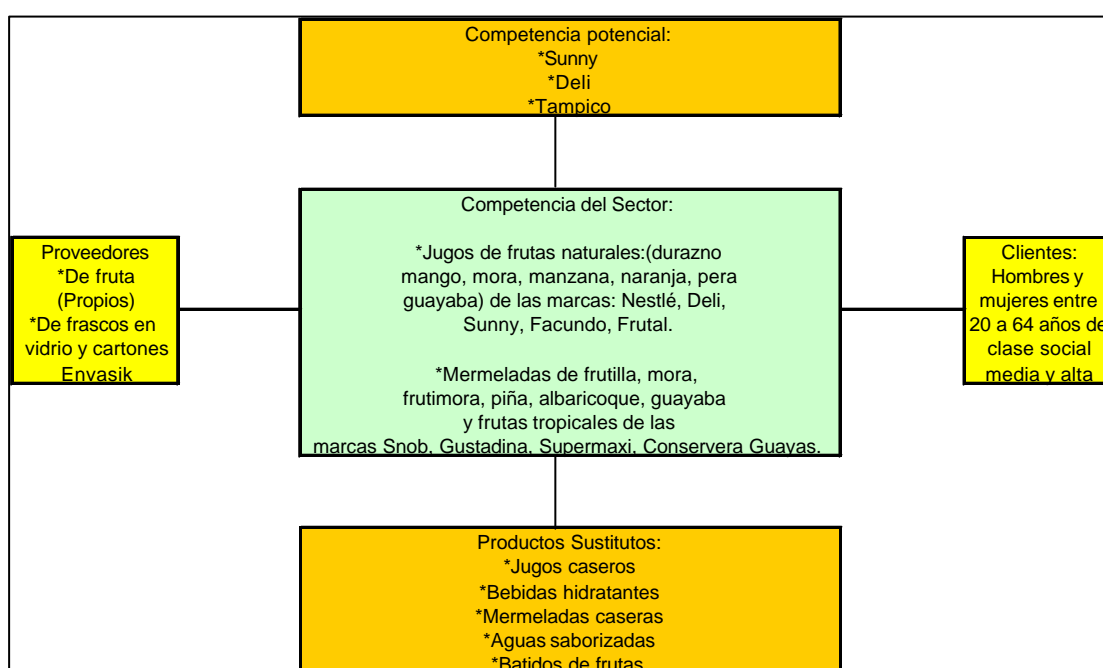 Competencia potencial:
*Sunny
*Deli
*Tampico
Competencia del Sector:
*Jugos de frutas naturales:(durazno
mango, mora, manzana, naranja, pera
guayaba) de las marcas: Nestlé, Deli,
Sunny, Facundo, Frutal.
*Mermeladas de frutilla, mora,
frutimora, piña, albaricoque, guayaba
y frutas tropicales de las
marcas Snob, Gustadina, Supermaxi, Conservera Guayas.
Proveedores
*De fruta
(Propios)
*De frascos en
vidrio y cartones
Envasik
Clientes:
Hombres y
mujeres entre
20 a 64 años de
clase social
media y alta
Productos Sustitutos:
*Jugos caseros
*Bebidas hidratantes
*Mermeladas caseras
*Aguas saborizadas
*Batidos de frutas